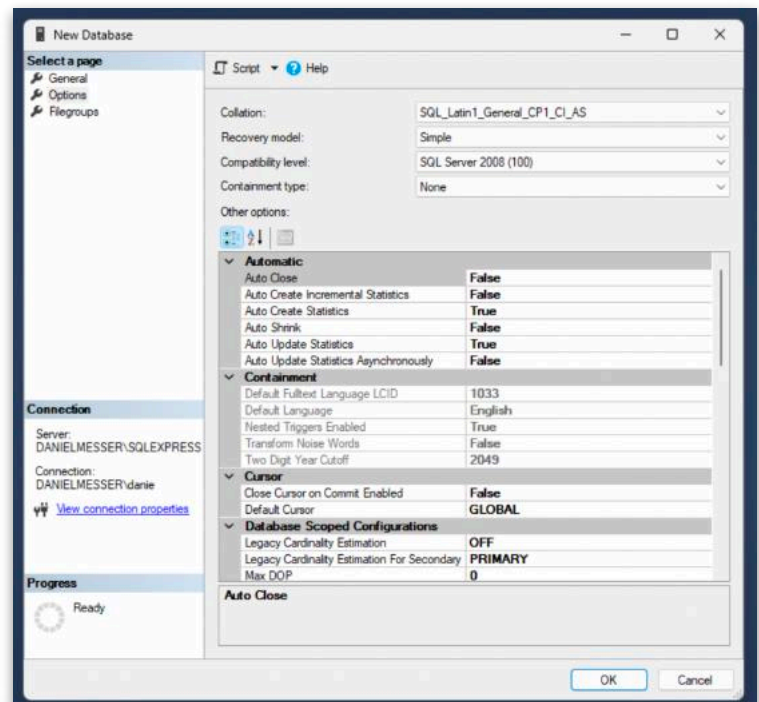 New Database
Select a page
General
Options
Filegroups
Script
Help
Collation:
SQL_Latin1_General_CP1_CI_AS
Recovery model:
Simple
Compatibility level:
SQL Server 2008 (100)
Containment type:
None
Other options:
Automatic
Auto Close False
Auto Create Incremental Statistics False
Auto Create Statistics True
Auto Shrink False
Auto Update Statistics True
Auto Update Statistics Asynchronously False
Containment
Default Fulltext Language LCID 1033
Default Language English
Nested Triggers Enabled True
Transform Noise Words False
Two Digit Year Cutoff 2049
Cursor
Close Cursor on Commit Enabled False
Default Cursor GLOBAL
Database Scoped Configurations
Legacy Cardinality Estimation OFF
Legacy Cardinality Estimation For Secondary PRIMARY
Max DOP 0
Auto Close
Connection
Server:
DANIELMESSER\SQLEXPRESS
Connection:
DANIELMESSER\danie
View connection properties
Progress
Ready
OK
Cancel